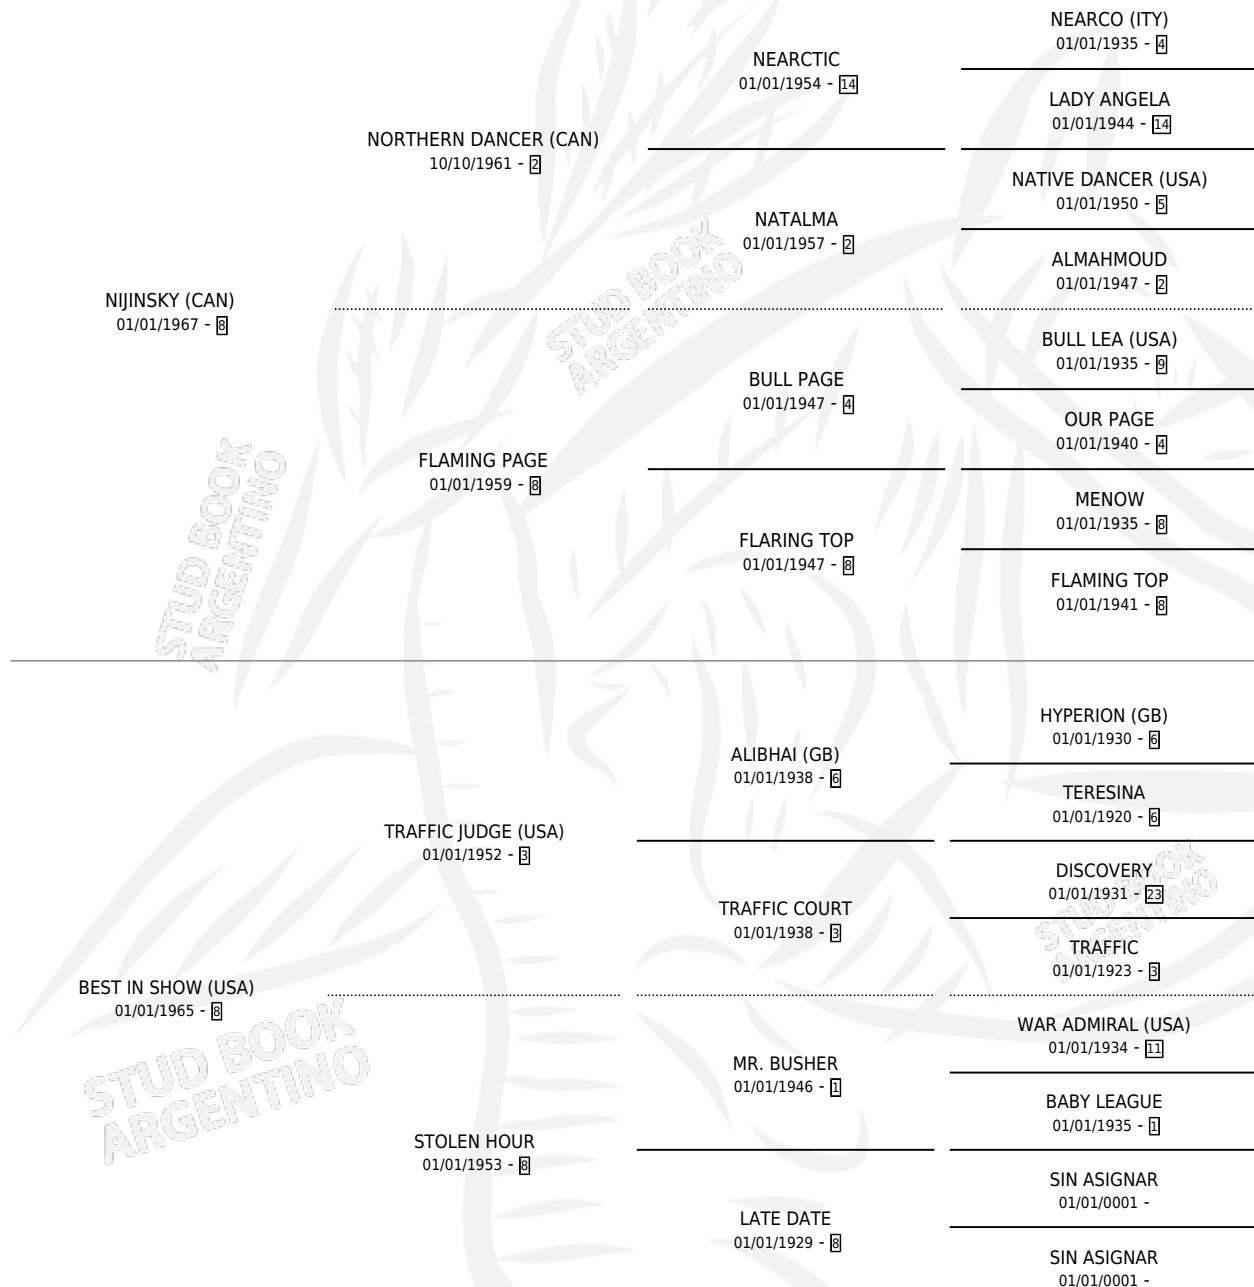 NEARCO (ITY)
01/01/1935 - 4
NEARCTIC
01/01/1954 - 14
LADY ANGELA
01/01/1944 - 14
NORTHERN DANCER (CAN)
10/10/1961 - 2
NATIVE DANCER (USA)
01/01/1950 - 5
NATALMA
01/01/1957 - 2
ALMAHMOUD
01/01/1947 - 2
NIJINSKY (CAN)
01/01/1967 - 8
STUD BOOK
ARGENTINO
BULL LEA (USA)
01/01/1935 - 9
BULL PAGE
01/01/1947 - 4
OUR PAGE
01/01/1940 - 4
FLAMING PAGE
01/01/1959 - 8
MENOW
01/01/1935 - 8
FLARING TOP
01/01/1947 - 8
FLAMING TOP
01/01/1941 - 8
STUD BOOK
ARGENTINO
HYPERION (GB)
01/01/1930 - 6
ALIBHAI (GB)
01/01/1938 - 6
TERESINA
01/01/1920 - 6
TRAFFIC JUDGE (USA)
01/01/1952 - 3
DISCOVERY
01/01/1931 - 23
TRAFFIC COURT
01/01/1938 - 3
TRAFFIC
01/01/1923 - 3
STUD BOOK
ARGENTINO
BEST IN SHOW (USA)
01/01/1965 - 8
WAR ADMIRAL (USA)
01/01/1934 - 11
MR. BUSHER
01/01/1946 - 1
BABY LEAGUE
01/01/1935 - 1
STUD BOOK
ARGENTINO
STOLEN HOUR
01/01/1953 - 8
SIN ASIGNAR
01/01/0001 -
LATE DATE
01/01/1929 - 8
SIN ASIGNAR
01/01/0001 -